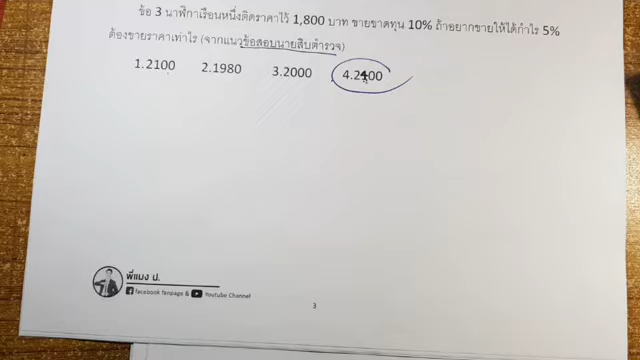 ข้อ 3 นาฬิกาเรือนหนึ่งติดราคาไว้ 1,800 บาท ขายขาดทุน 10% ถ้าอยากขายให้ได้กำไร 5%
ต้องขายราคาเท่าไร (จากแนวข้อสอบนายสิบตำรวจ)
1.2100 2.1980 3.2000 4.2400
พี่แมง ป.
facebook fanpage & Youtube Channel
3